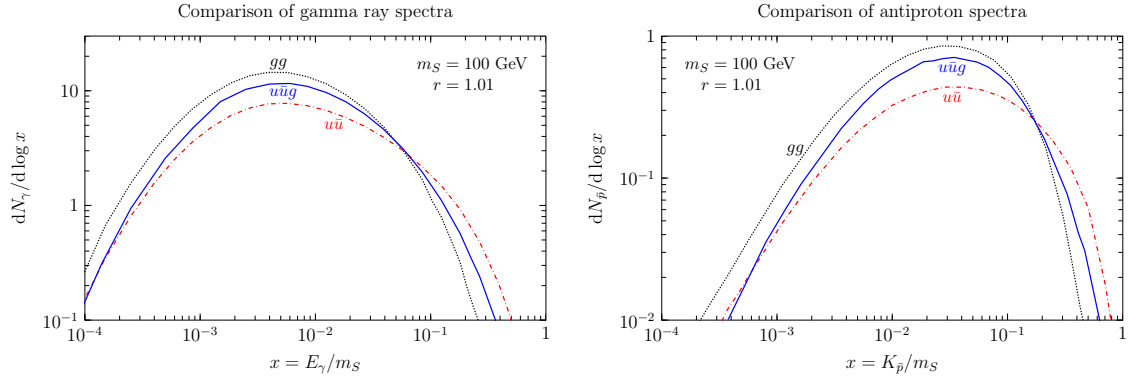 Comparison of gamma ray spectra
dN_γ/d log x
10
1
10^{-1}
10^{-4}
10^{-3}
10^{-2}
10^{-1}
1
x = E_γ/m_S
gg
uūg
uū
m_S = 100 GeV
r = 1.01
Comparison of antiproton spectra
dN_{p̄}/d log x
1
10^{-1}
10^{-2}
10^{-4}
10^{-3}
10^{-2}
10^{-1}
1
x = K_{p̄}/m_S
m_S = 100 GeV
r = 1.01
uūg
uū
gg